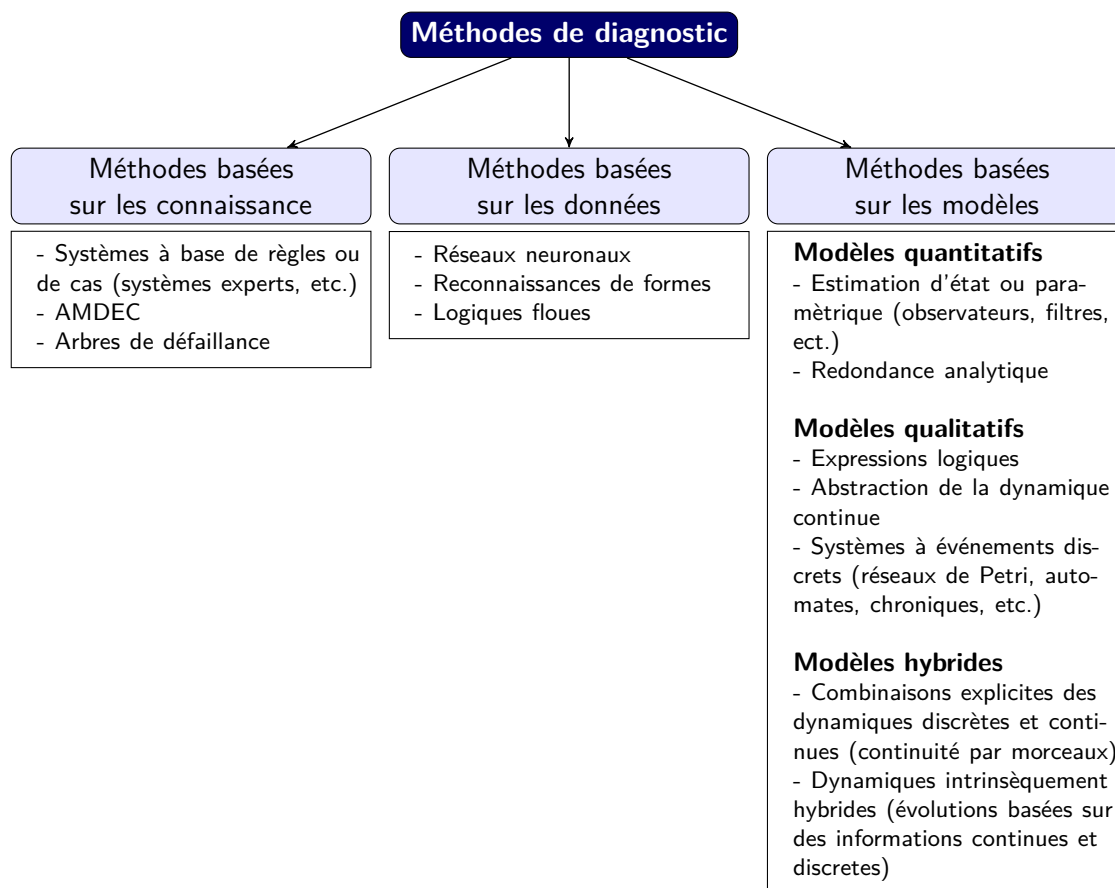 Méthodes de diagnostic
Méthodes basées
sur les connaissance
- Systèmes à base de règles ou
de cas (systèmes experts, etc.)
- AMDEC
- Arbres de défaillance
Méthodes basées
sur les données
- Réseaux neuronaux
- Reconnaissances de formes
- Logiques floues
Méthodes basées
sur les modèles
Modèles quantitatifs
- Estimation d'état ou para-
mètrique (observateurs, filtres,
ect.)
- Redondance analytique
Modèles qualitatifs
- Expressions logiques
- Abstraction de la dynamique
continue
- Systèmes à événements dis-
crets (réseaux de Petri, auto-
mates, chroniques, etc.)
Modèles hybrides
- Combinaisons explicites des
dynamiques discrètes et conti-
nues (continuité par morceaux)
- Dynamiques intrinsèquement
hybrides (évolutions basées sur
des informations continues et
discretes)